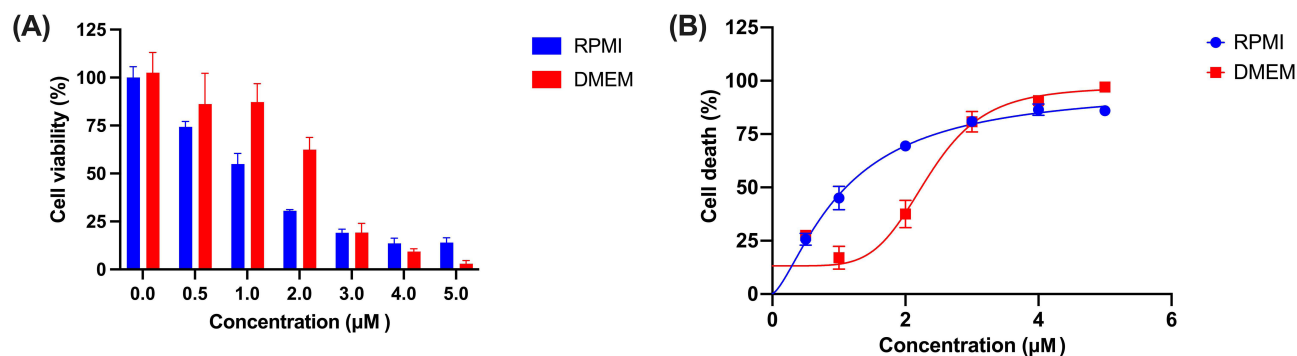 (A)
125
100
75
50
25
0
Cell viability (%)
0.0 0.5 1.0 2.0 3.0 4.0 5.0
Concentration (µM )
RPMI
DMEM
(B)
125
100
75
50
25
0
Cell death (%)
0 2 4 6
Concentration (µM)
RPMI
DMEM